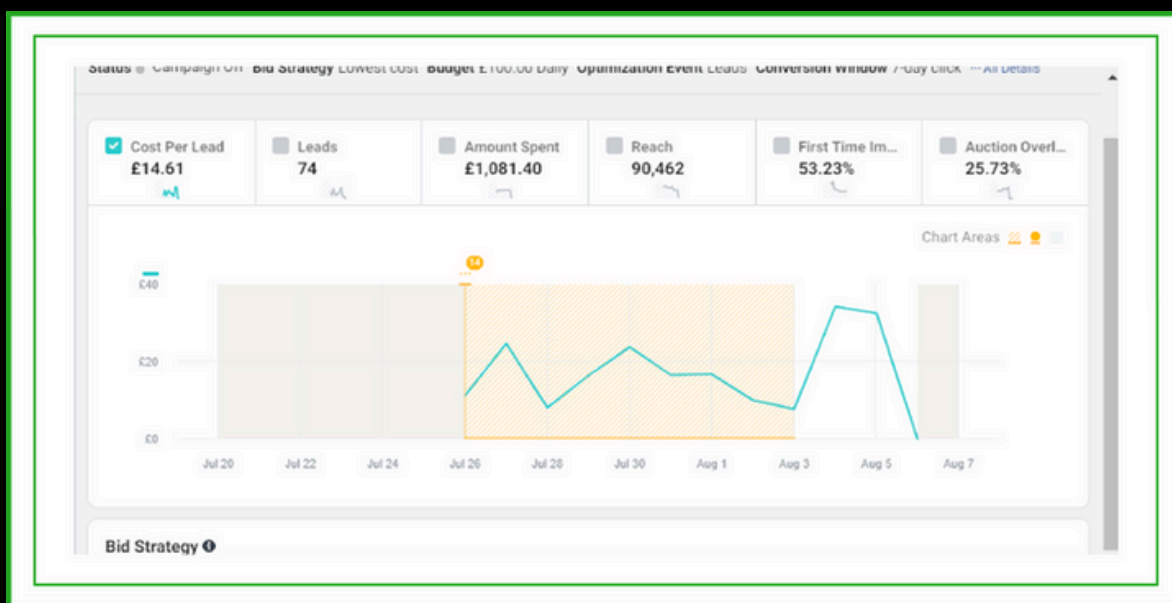 Status Campaign Off Bid Strategy Lowest cost Budget £100.00 Daily Optimization Event Leads Conversion Window 7-day click All Details
Cost Per Lead Leads Amount Spent Reach First Time Im... Auction Overl...
£14.61 74 £1,081.40 90,462 53.23% 25.73%
Chart Areas
14
£40
£20
£0
Jul 20 Jul 22 Jul 24 Jul 26 Jul 28 Jul 30 Aug 1 Aug 3 Aug 5 Aug 7
Bid Strategy